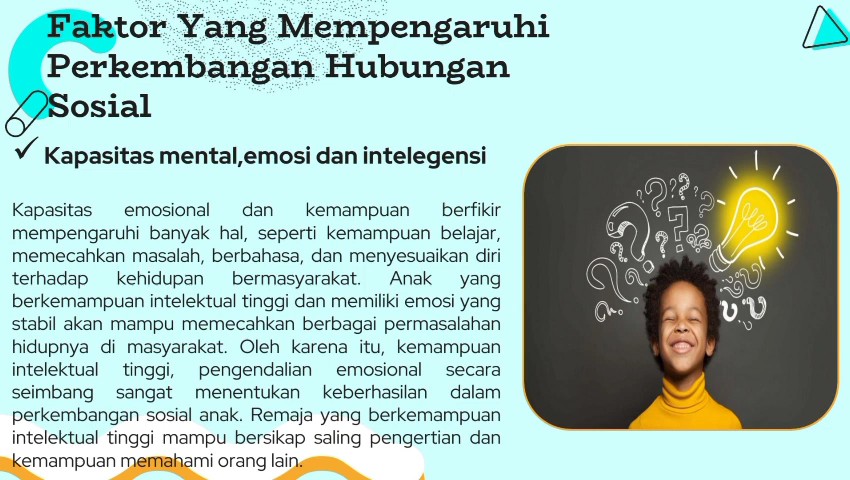 Faktor Yang Mempengaruhi
Perkembangan Hubungan
Sosial
Kapasitas mental,emosi dan intelegensi
Kapasitas emosional dan kemampuan berfikir
mempengaruhi banyak hal, seperti kemampuan belajar,
memecahkan masalah, berbahasa, dan menyesuaikan diri
terhadap kehidupan bermasyarakat. Anak yang
berkemampuan intelektual tinggi dan memiliki emosi yang
stabil akan mampu memecahkan berbagai permasalahan
hidupnya di masyarakat. Oleh karena itu, kemampuan
intelektual tinggi, pengendalian emosional secara
seimbang sangat menentukan keberhasilan dalam
perkembangan sosial anak. Remaja yang berkemampuan
intelektual tinggi mampu bersikap saling pengertian dan
kemampuan memahami orang lain.